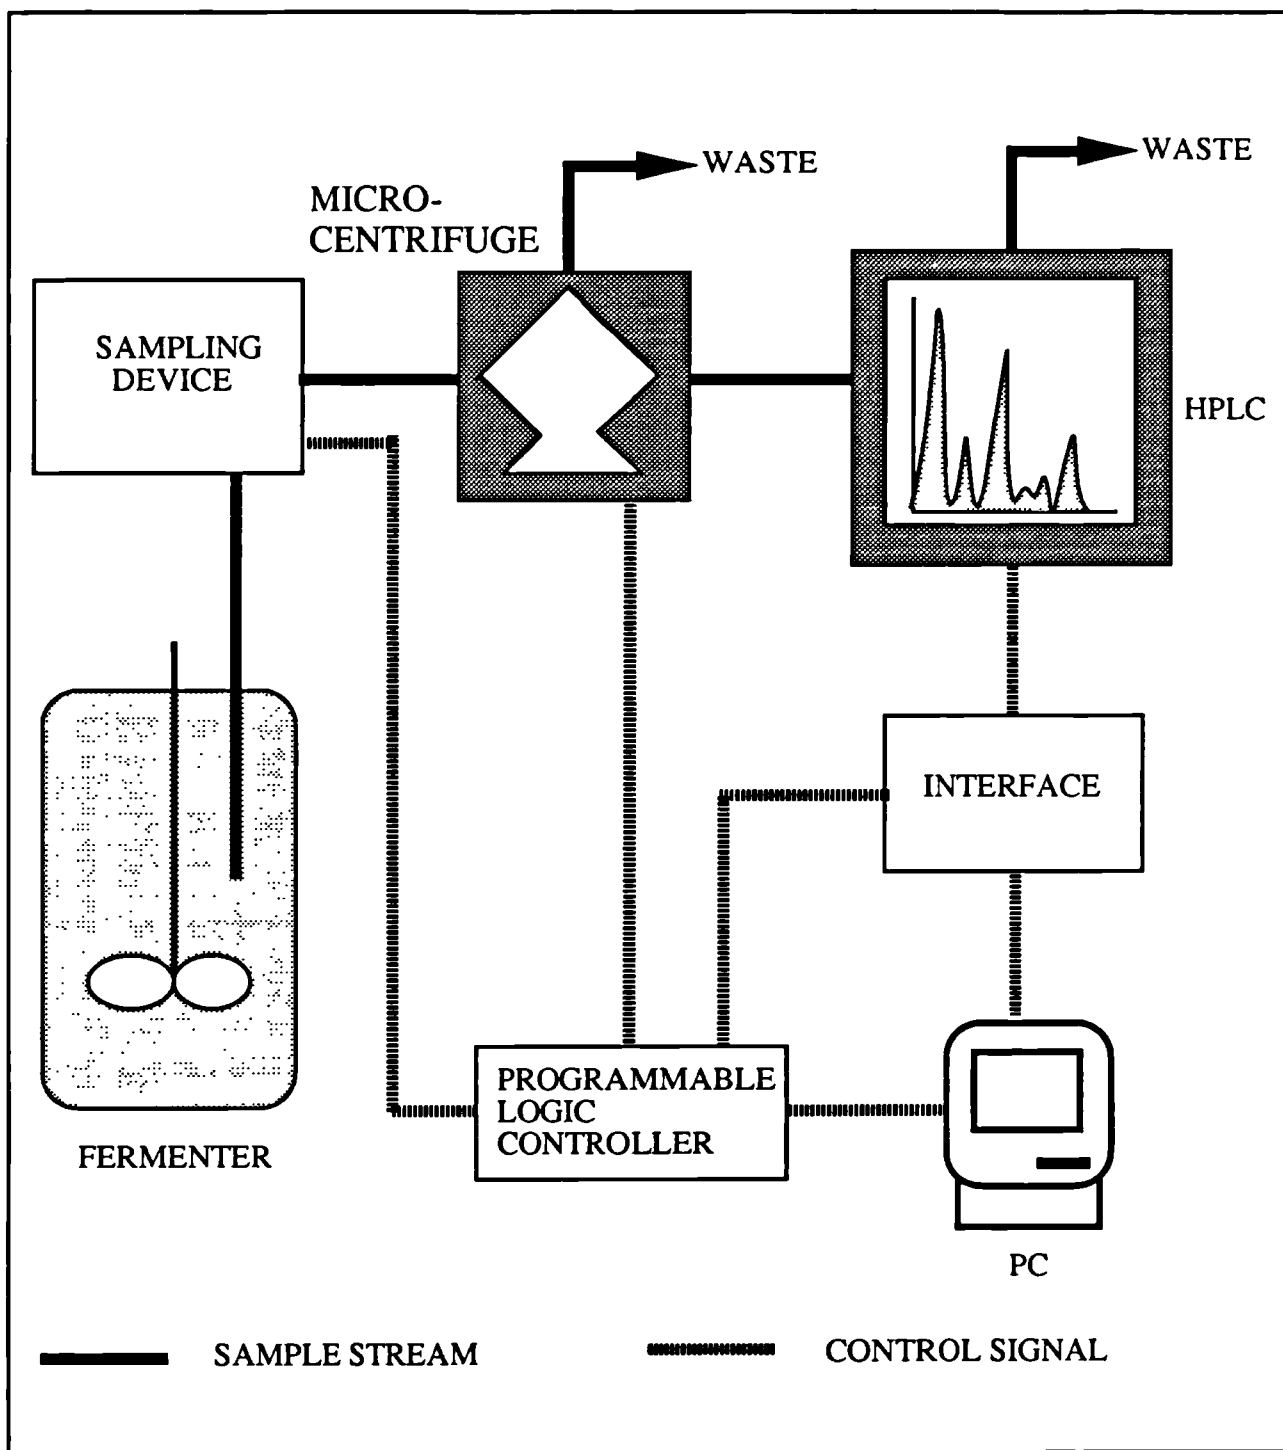 WASTE
WASTE
MICRO-
CENTRIFUGE
SAMPLING
DEVICE
HPLC
INTERFACE
PROGRAMMABLE
LOGIC
CONTROLLER
FERMENTER
PC
SAMPLE STREAM
CONTROL SIGNAL